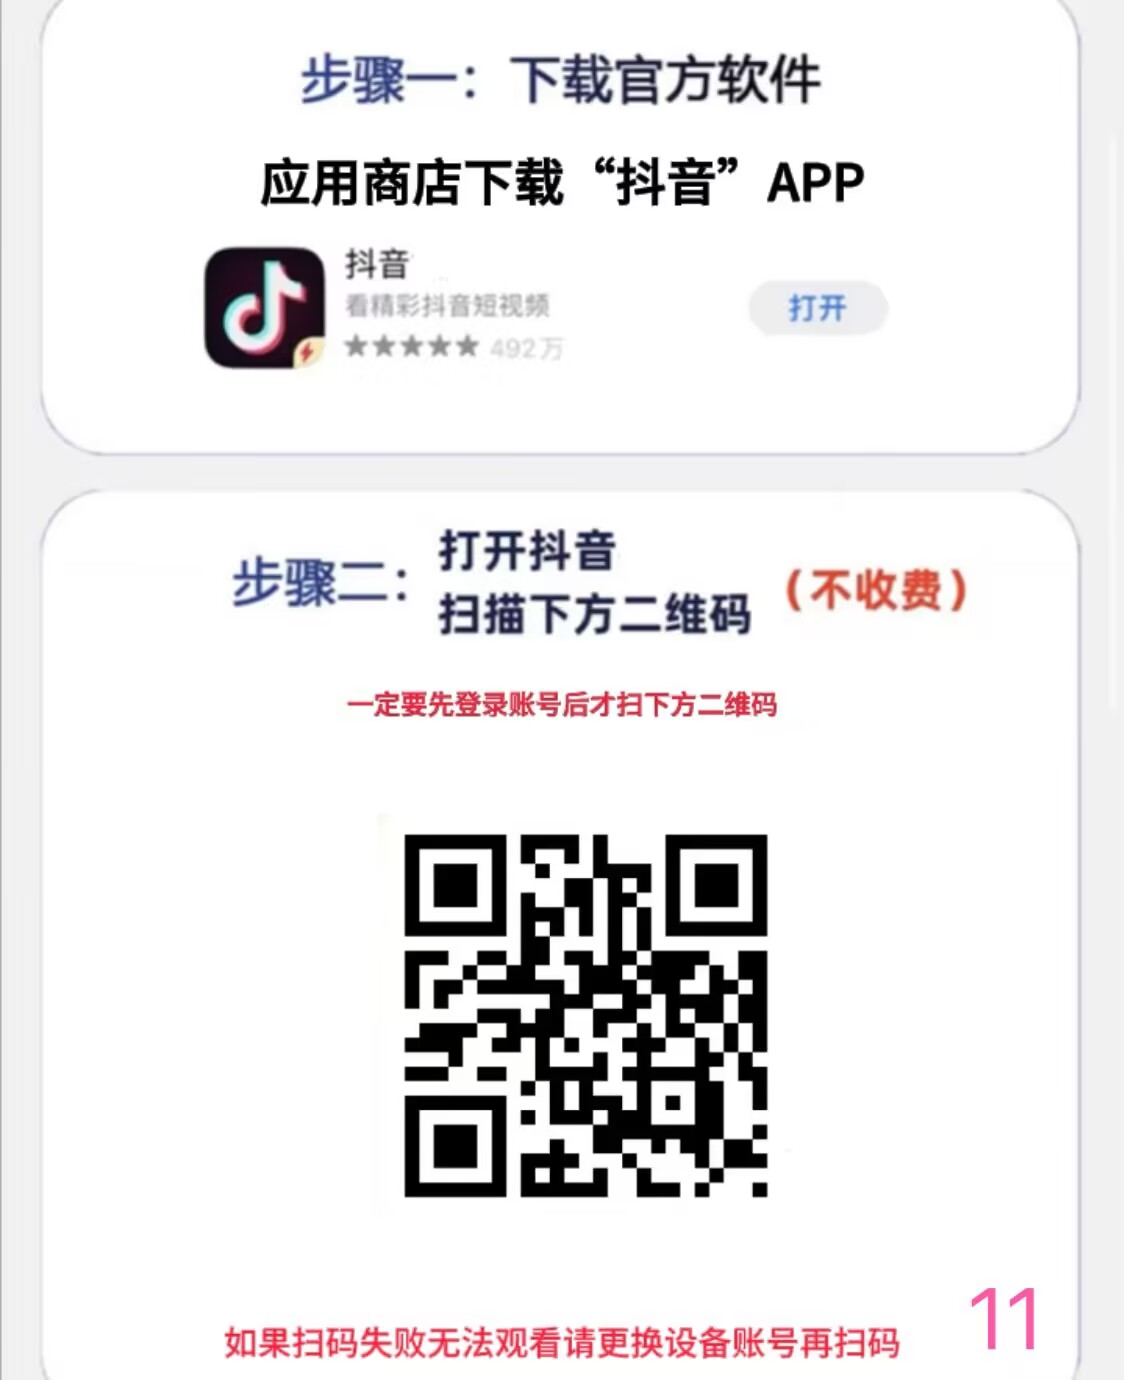 步骤一：下载官方软件
应用商店下载“抖音”APP
抖音
看精彩抖音短视频
打开
★★★★★ 492万
步骤二：
打开抖音
扫描下方二维码
（不收费）
一定要先登录账号后才扫下方二维码
11
如果扫码失败无法观看请更换设备账号再扫码